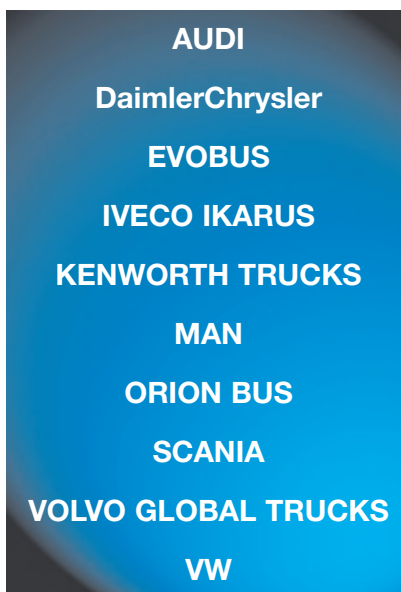 AUDI
DaimlerChrysler
EVOBUS
IVECO IKARUS
KENWORTH TRUCKS
MAN
ORION BUS
SCANIA
VOLVO GLOBAL TRUCKS
VW